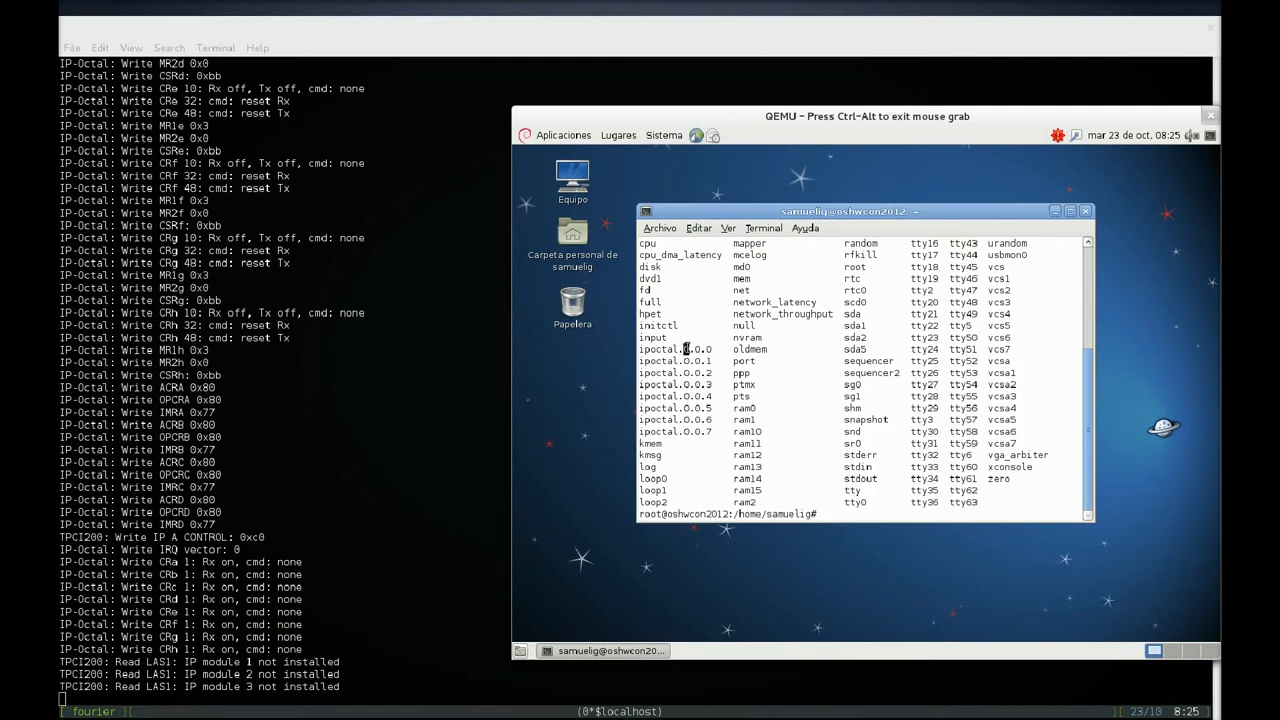 File Edit View Search Terminal Help
IP-Octal: Write MR2d 0x0
IP-Octal: Write CSRd: 0xbb
IP-Octal: Write CRe 10: Rx off, Tx off, cmd: none
IP-Octal: Write CRe 32: cmd: reset Rx
IP-Octal: Write CRe 48: cmd: reset Tx
IP-Octal: Write MR1e 0x3
IP-Octal: Write MR2e 0x0
IP-Octal: Write CSRe: 0xbb
IP-Octal: Write CRf 10: Rx off, Tx off, cmd: none
IP-Octal: Write CRf 32: cmd: reset Rx
IP-Octal: Write CRf 48: cmd: reset Tx
IP-Octal: Write MR1f 0x3
IP-Octal: Write MR2f 0x0
IP-Octal: Write CSRf: 0xbb
IP-Octal: Write CRg 10: Rx off, Tx off, cmd: none
IP-Octal: Write CRg 32: cmd: reset Rx
IP-Octal: Write CRg 48: cmd: reset Tx
IP-Octal: Write MR1g 0x3
IP-Octal: Write MR2g 0x0
IP-Octal: Write CSRg: 0xbb
IP-Octal: Write CRh 10: Rx off, Tx off, cmd: none
IP-Octal: Write CRh 32: cmd: reset Rx
IP-Octal: Write CRh 48: cmd: reset Tx
IP-Octal: Write MR1h 0x3
IP-Octal: Write MR2h 0x0
IP-Octal: Write CSRh: 0xbb
IP-Octal: Write ACRA 0x80
IP-Octal: Write OPCRA 0x80
IP-Octal: Write IMRA 0x77
IP-Octal: Write ACRB 0x80
IP-Octal: Write OPCRB 0x80
IP-Octal: Write IMRB 0x77
IP-Octal: Write ACRC 0x80
IP-Octal: Write OPCRC 0x80
IP-Octal: Write IMRC 0x77
IP-Octal: Write ACRD 0x80
IP-Octal: Write OPCRD 0x80
IP-Octal: Write IMRD 0x77
TPCI200: Write IP A CONTROL: 0xc0
IP-Octal: Write IRQ vector: 0
IP-Octal: Write CRa 1: Rx on, cmd: none
IP-Octal: Write CRb 1: Rx on, cmd: none
IP-Octal: Write CRc 1: Rx on, cmd: none
IP-Octal: Write CRd 1: Rx on, cmd: none
IP-Octal: Write CRe 1: Rx on, cmd: none
IP-Octal: Write CRf 1: Rx on, cmd: none
IP-Octal: Write CRg 1: Rx on, cmd: none
IP-Octal: Write CRh 1: Rx on, cmd: none
TPCI200: Read LAS1: IP module 1 not installed
TPCI200: Read LAS1: IP module 2 not installed
TPCI200: Read LAS1: IP module 3 not installed
[ fourier ][ (0*$localhost) ][ 23/10 8:25
QEMU - Press Ctrl-Alt to exit mouse grab
Aplicaciones Lugares Sistema mar 23 de oct, 08:25
Equipo
Carpeta personal de
samuelig
Papelera
samuelig@oshwcon2012: ~
Archivo Editar Ver Terminal Ayuda
cpu mapper random tty16 tty43 urandom
cpu_dma_latency mcelog rfkill tty17 tty44 usbmon0
disk md0 root tty18 tty45 vcs
dvd1 mem rtc tty19 tty46 vcs1
fd net rtc0 tty2 tty47 vcs2
full network_latency scd0 tty20 tty48 vcs3
hpet network_throughput sda tty21 tty49 vcs4
initctl null sda1 tty22 tty5 vcs5
input nvram sda2 tty23 tty50 vcs6
ipoctal.0.0.0 oldmem sda5 tty24 tty51 vcs7
ipoctal.0.0.1 port sequencer tty25 tty52 vcsa
ipoctal.0.0.2 ppp sequencer2 tty26 tty53 vcsa1
ipoctal.0.0.3 ptmx sg0 tty27 tty54 vcsa2
ipoctal.0.0.4 pts sg1 tty28 tty55 vcsa3
ipoctal.0.0.5 ram0 shm tty29 tty56 vcsa4
ipoctal.0.0.6 ram1 snapshot tty3 tty57 vcsa5
ipoctal.0.0.7 ram10 snd tty30 tty58 vcsa6
kmem ram11 sr0 tty31 tty59 vcsa7
kmsg ram12 stderr tty32 tty6 vga_arbiter
log ram13 stdin tty33 tty60 xconsole
loop0 ram14 stdout tty34 tty61 zero
loop1 ram15 tty tty35 tty62
loop2 ram2 tty0 tty36 tty63
root@oshwcon2012:/home/samuelig#
samuelig@oshwcon20...